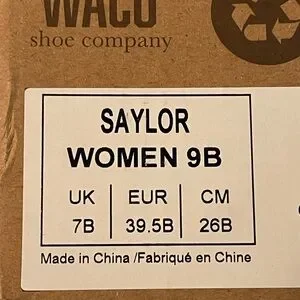 WACO
shoe company
SAYLOR
WOMEN 9B
UK EUR CM
7B 39.5B 26B
Made in China /Fabriqué en Chine